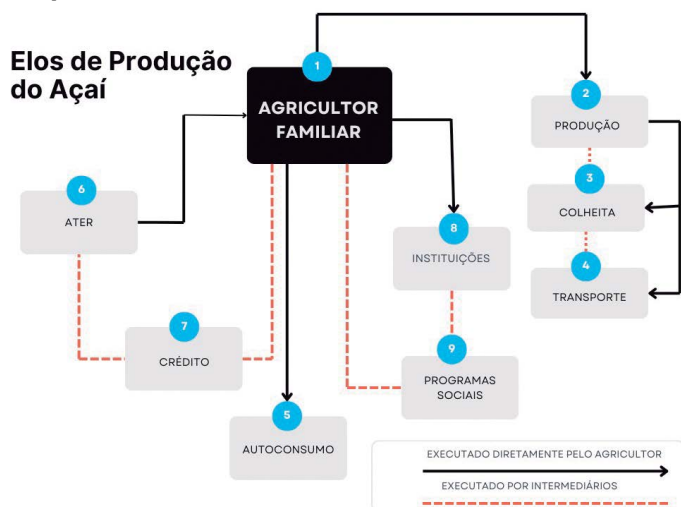 Elos de Produção
do Açaí
1
AGRICULTOR
FAMILIAR
2
PRODUÇÃO
3
COLHEITA
4
TRANSPORTE
6
ATER
8
INSTITUIÇÕES
7
CRÉDITO
9
PROGRAMAS
SOCIAIS
5
AUTOCONSUMO
EXECUTADO DIRETAMENTE PELO AGRICULTOR
EXECUTADO POR INTERMEDIÁRIOS